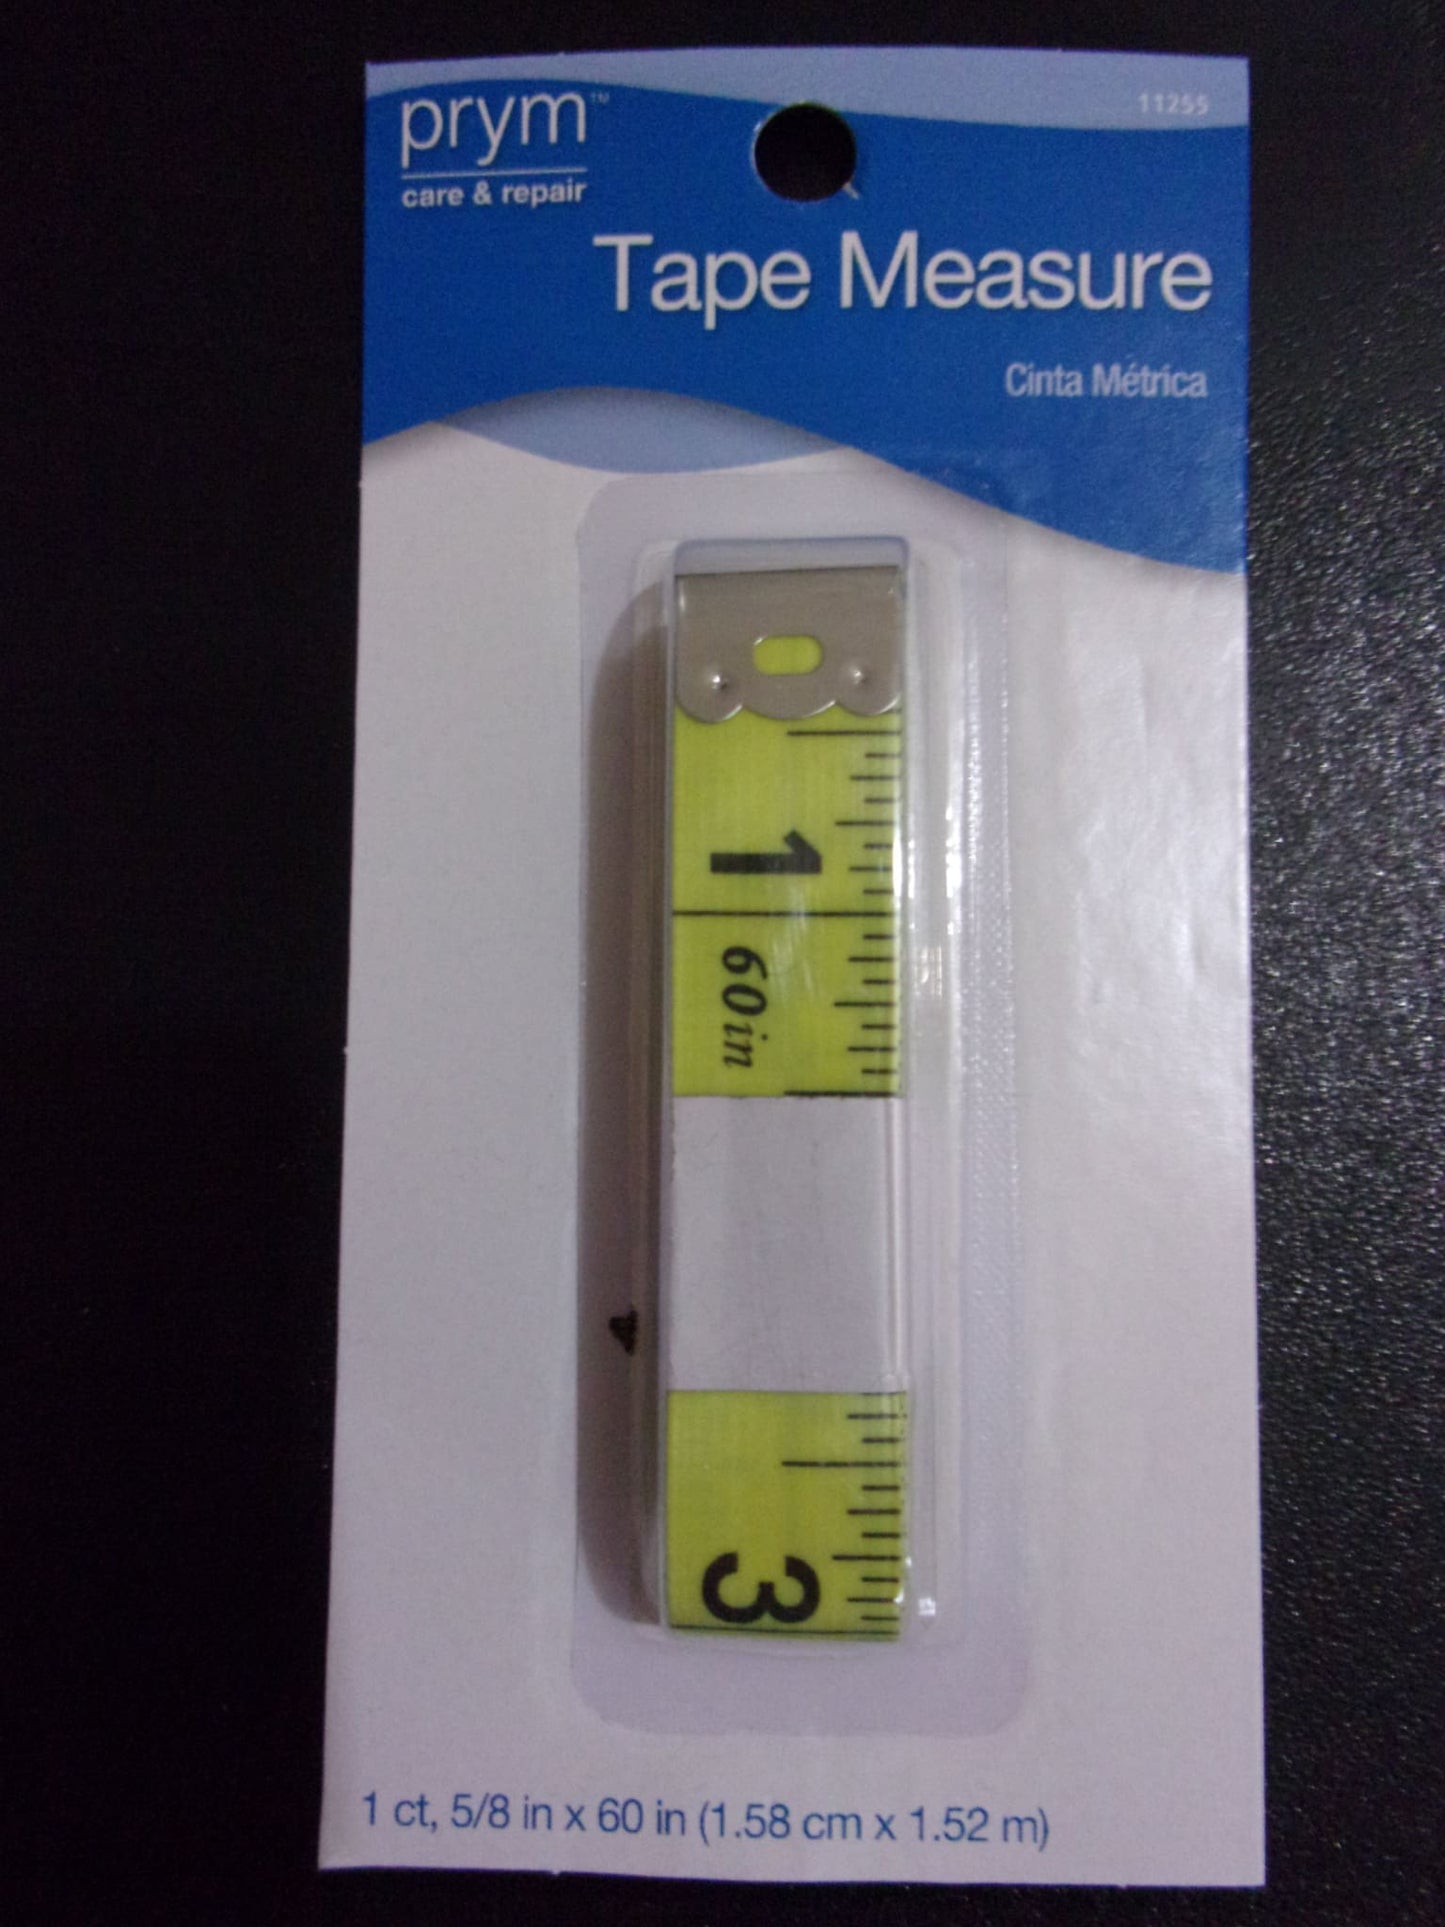 prym™
care & repair
11255
Tape Measure
Cinta Métrica
1
60in
3
1 ct, 5/8 in x 60 in (1.58 cm x 1.52 m)